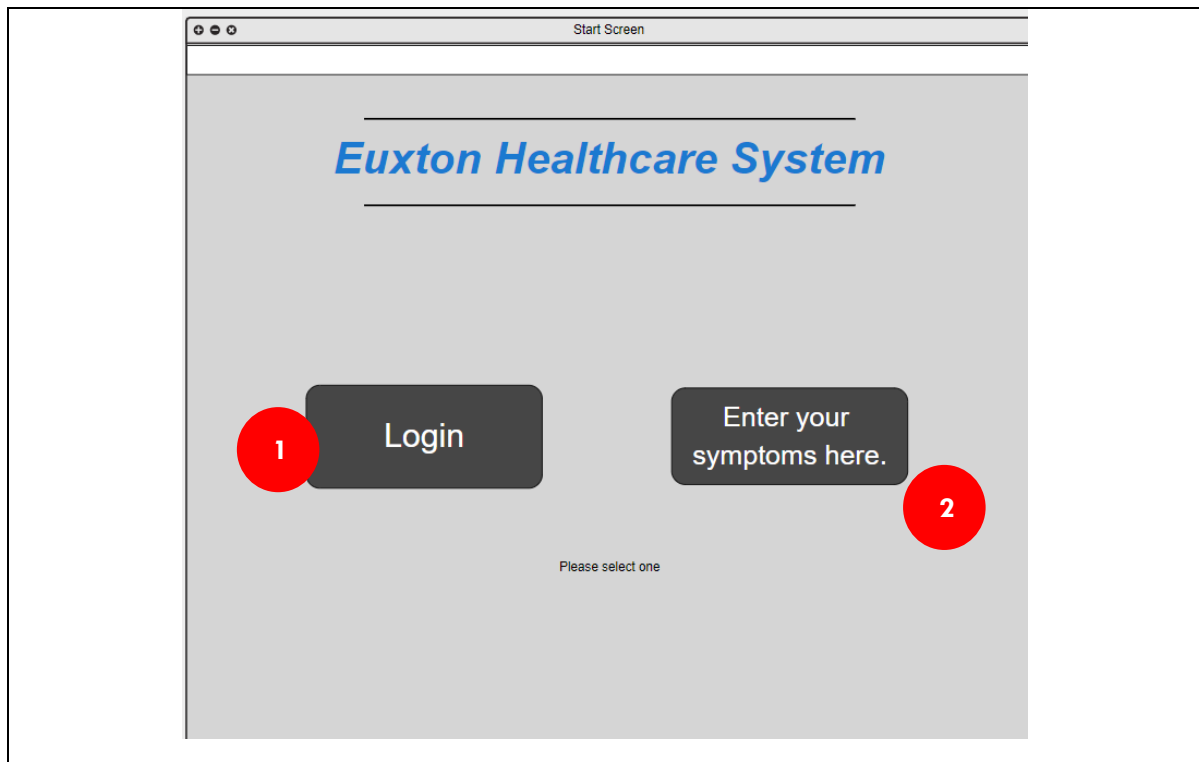 Start Screen
Euxton Healthcare System
Login
Enter your
symptoms here.
1
2
Please select one